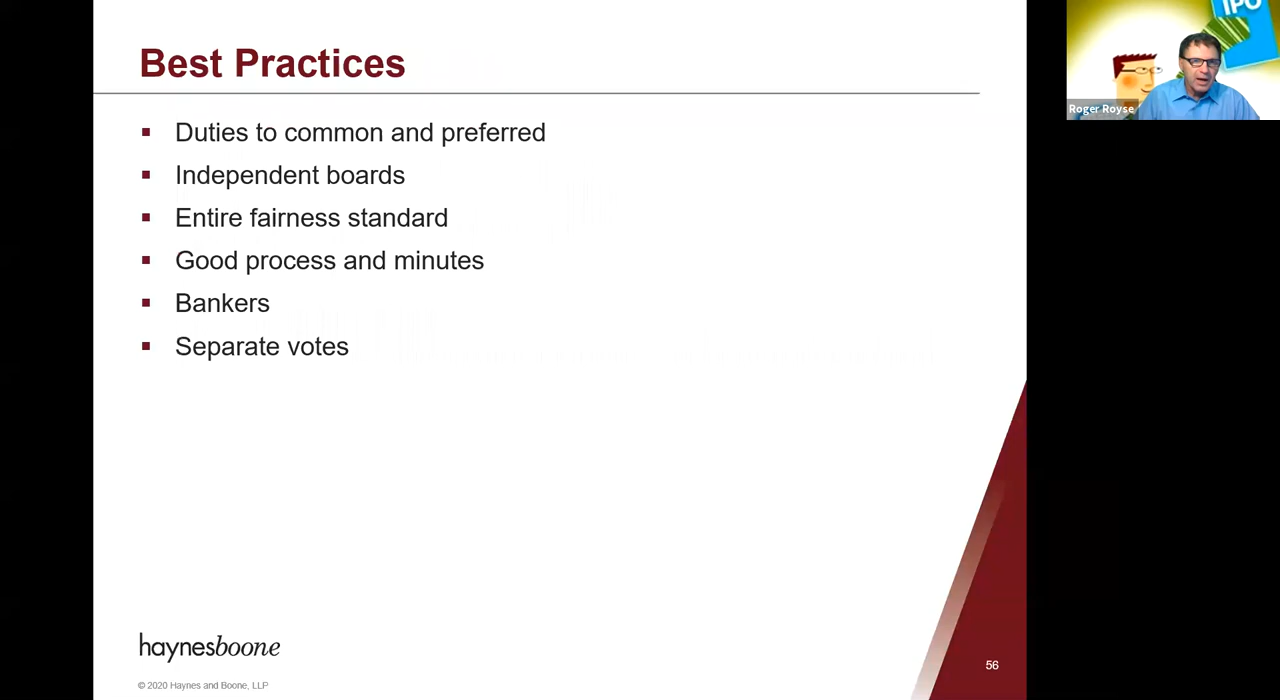 Best Practices
Duties to common and preferred
Independent boards
Entire fairness standard
Good process and minutes
Bankers
Separate votes
haynesboone
© 2020 Haynes and Boone, LLP
56
IPO
Roger Royse